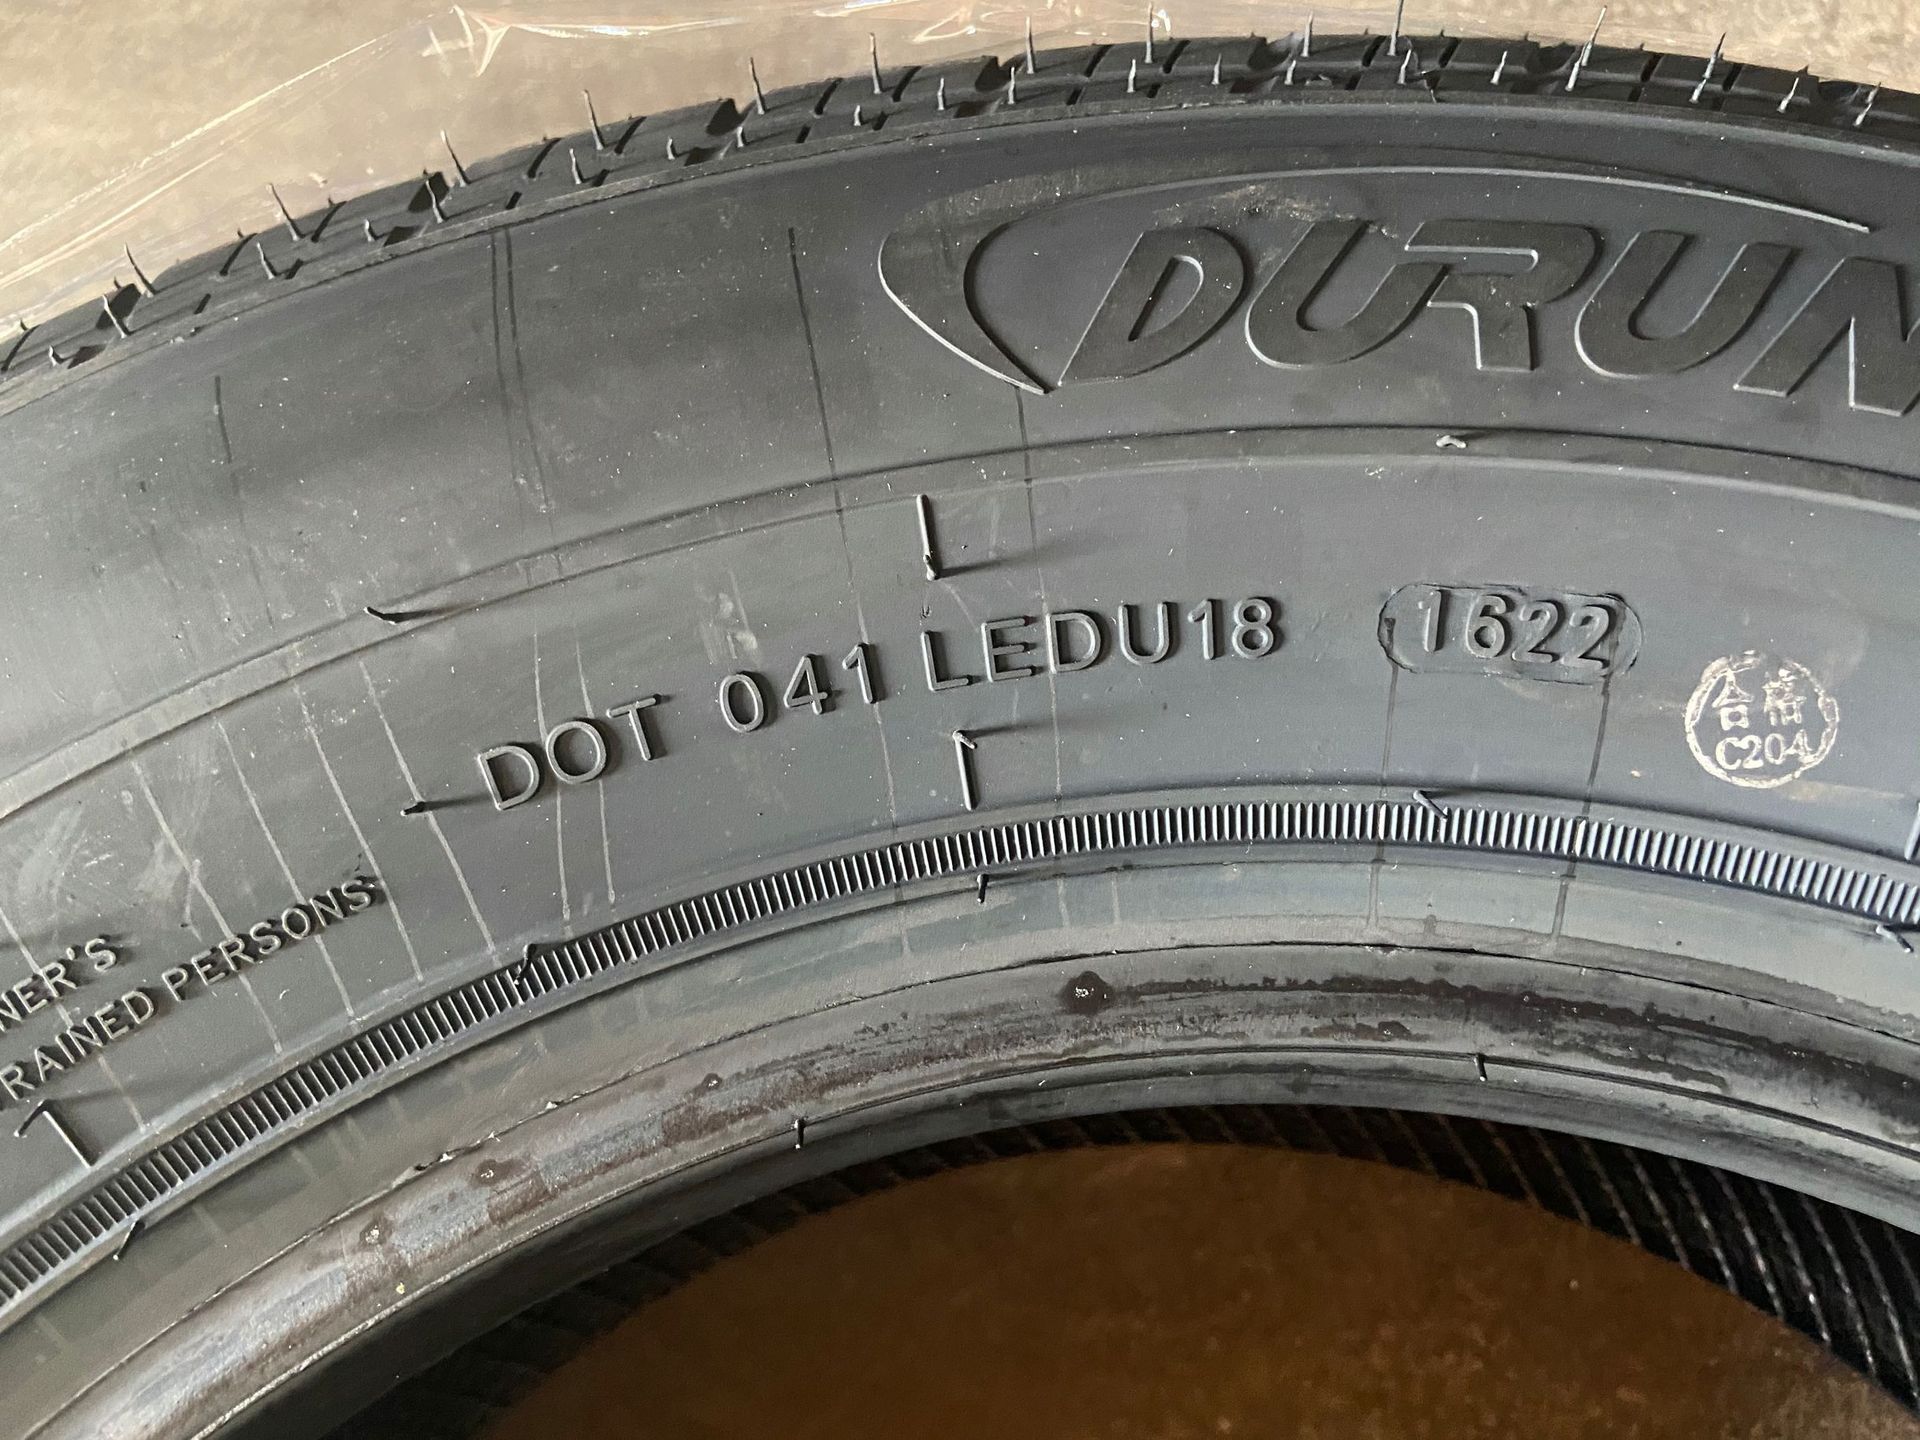 DURUN
DOT 041 LEDU18 1622
合格
C204
NER'S
RAINED PERSONS